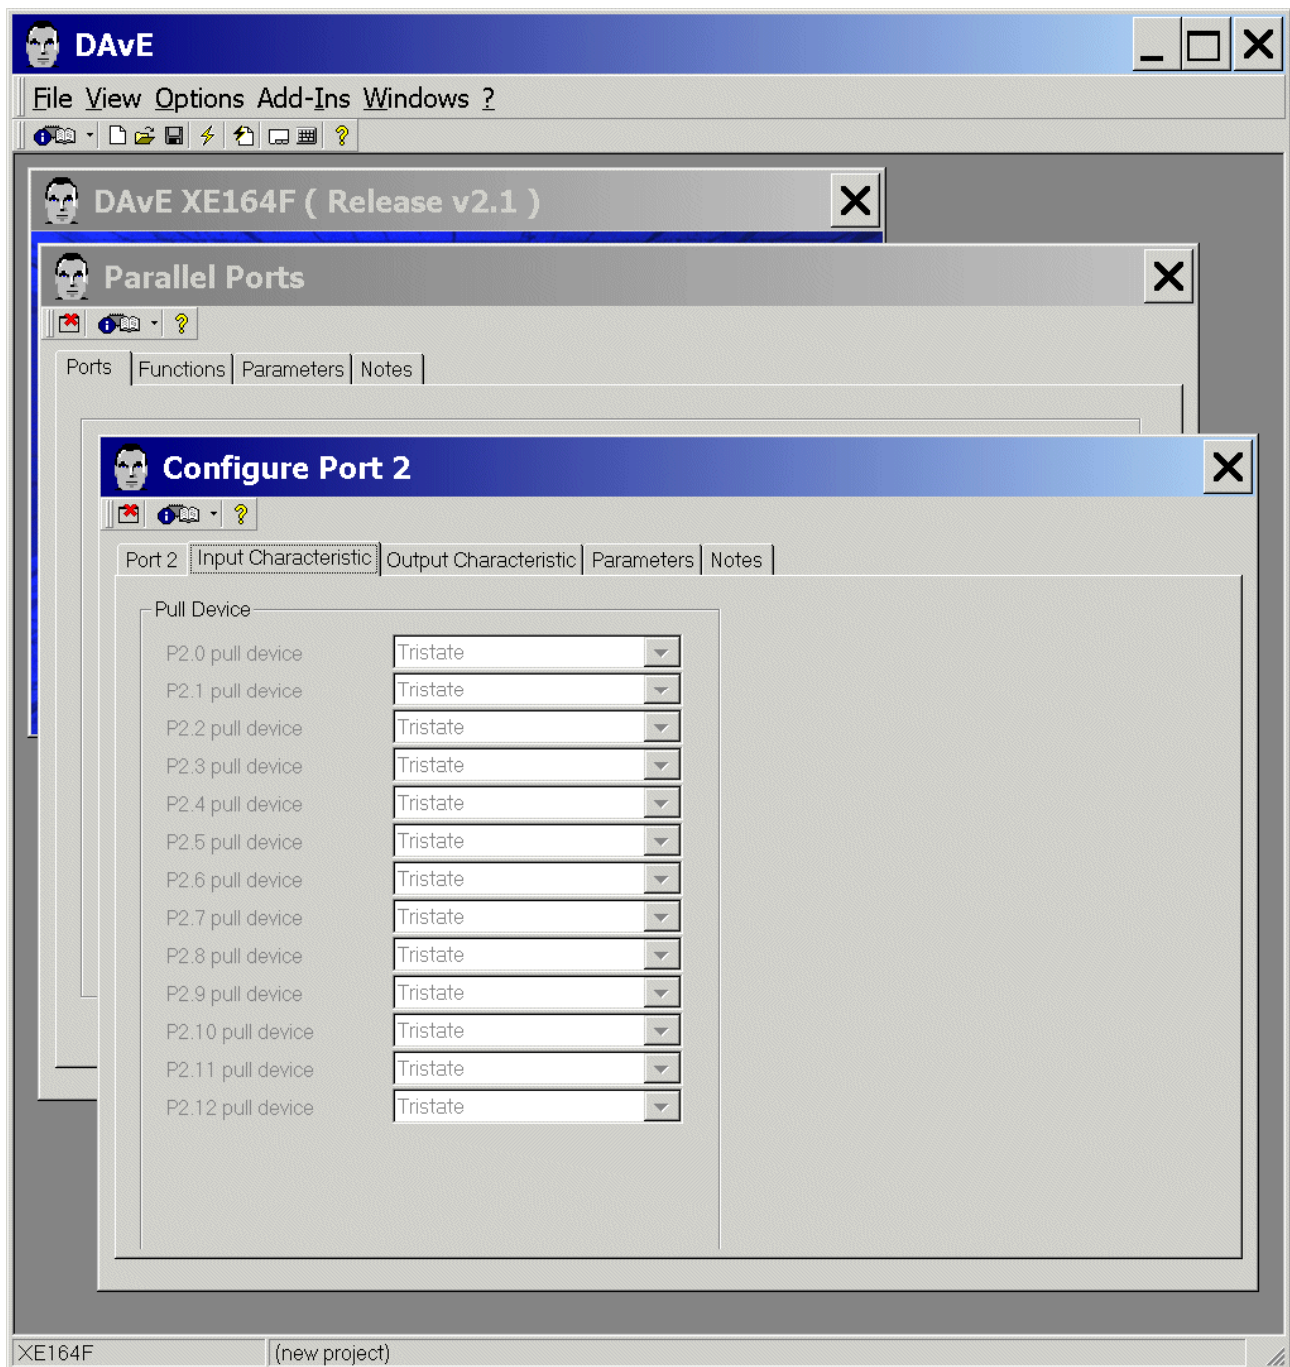 DAvE
File View Options Add-Ins Windows ?
DAvE XE164F ( Release v2.1 )
Parallel Ports
Ports Functions Parameters Notes
Configure Port 2
Port 2 Input Characteristic Output Characteristic Parameters Notes
Pull Device
P2.0 pull device Tristate
P2.1 pull device Tristate
P2.2 pull device Tristate
P2.3 pull device Tristate
P2.4 pull device Tristate
P2.5 pull device Tristate
P2.6 pull device Tristate
P2.7 pull device Tristate
P2.8 pull device Tristate
P2.9 pull device Tristate
P2.10 pull device Tristate
P2.11 pull device Tristate
P2.12 pull device Tristate
XE164F (new project)